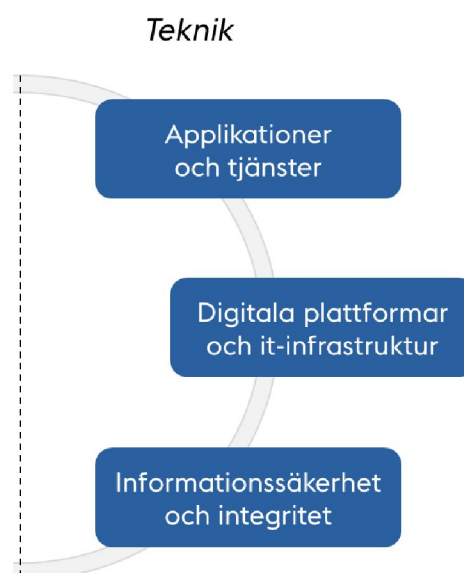 Teknik
Applikationer
och tjänster
Digitala plattformar
och it-infrastruktur
Informationssäkerhet
och integritet